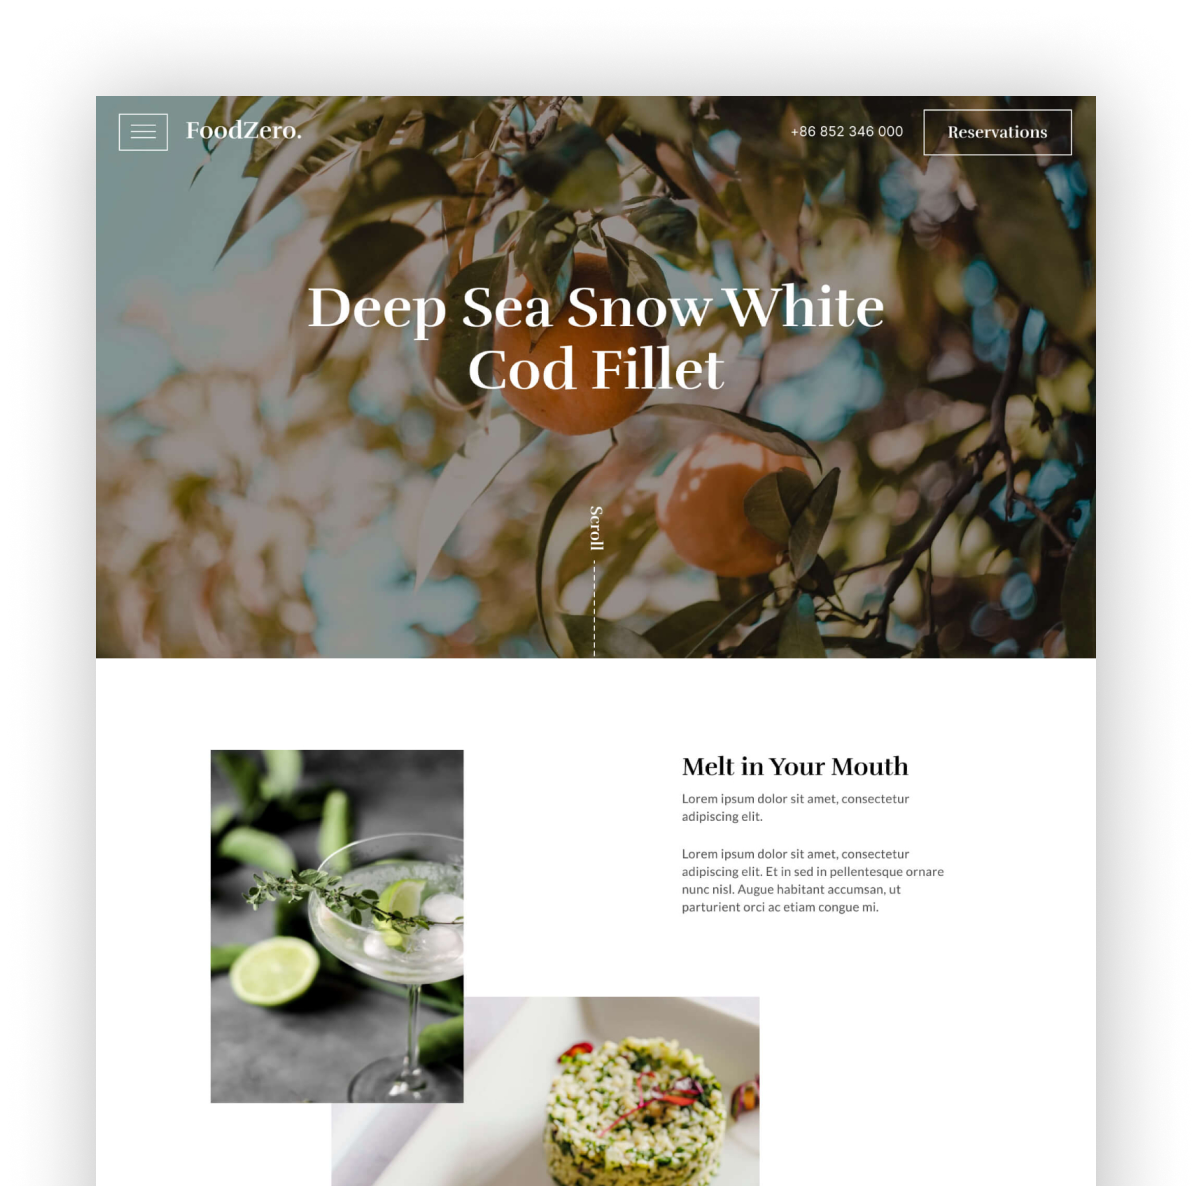 FoodZero.
+86 852 346 000
Reservations
Deep Sea Snow White
Cod Fillet
Scroll
Melt in Your Mouth
Lorem ipsum dolor sit amet, consectetur
adipiscing elit.
Lorem ipsum dolor sit amet, consectetur
adipiscing elit. Et in sed in pellentesque ornare
nunc nisl. Augue habitant accumsan, ut
parturient orci ac etiam congue mi.